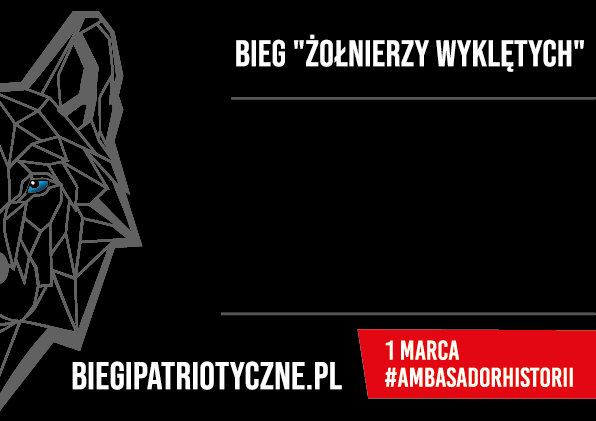 BIEG "ŻOŁNIERZY WYKLĘTYCH"
BIEGIPATRIOTYCZNE.PL
1 MARCA
#AMBASADORHISTORII